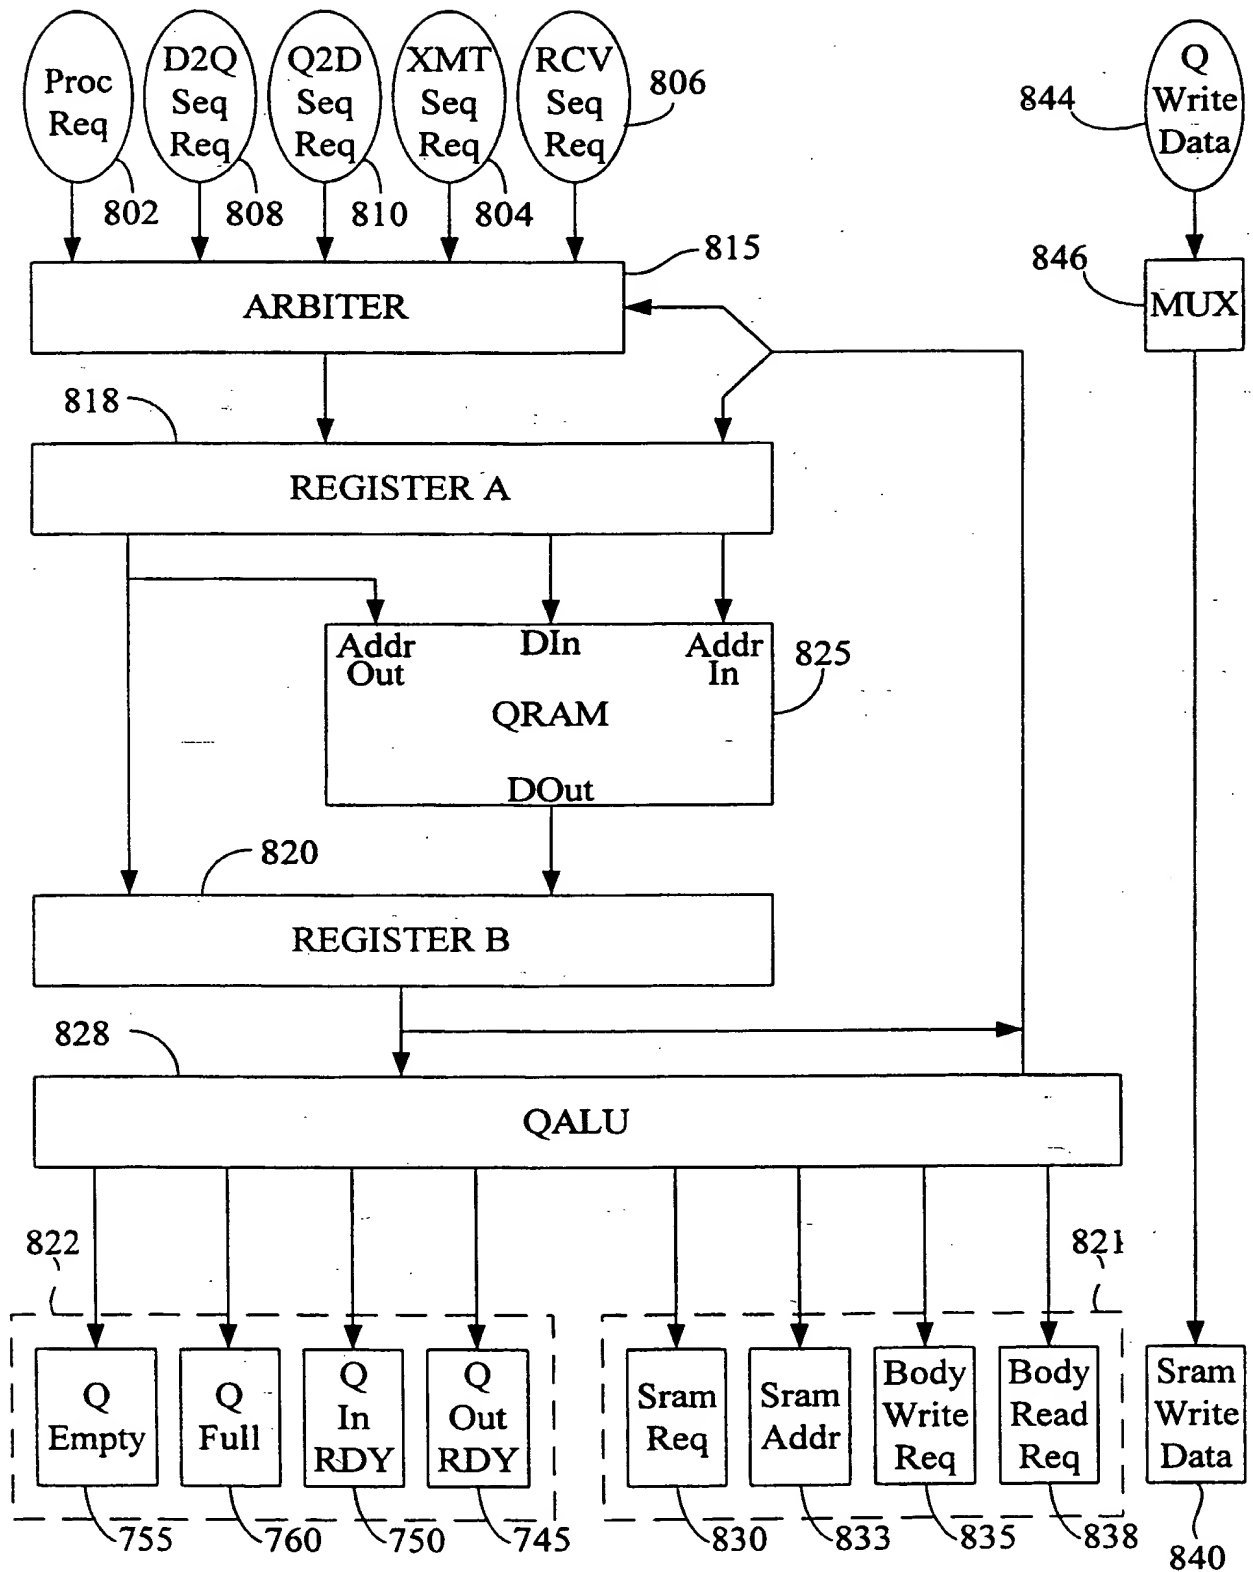 Proc
Req
D2Q
Seq
Req
Q2D
Seq
Req
XMT
Seq
Req
RCV
Seq
Req
806
844
Q
Write
Data
802
808
810
804
815
846
ARBITER
MUX
818
REGISTER A
Addr
Out
DIn
Addr
In
825
QRAM
DOut
820
REGISTER B
828
QALU
822
821
Q
Empty
Q
Full
Q
In
RDY
Q
Out
RDY
Sram
Req
Sram
Addr
Body
Write
Req
Body
Read
Req
Sram
Write
Data
755
760
750
745
830
833
835
838
840